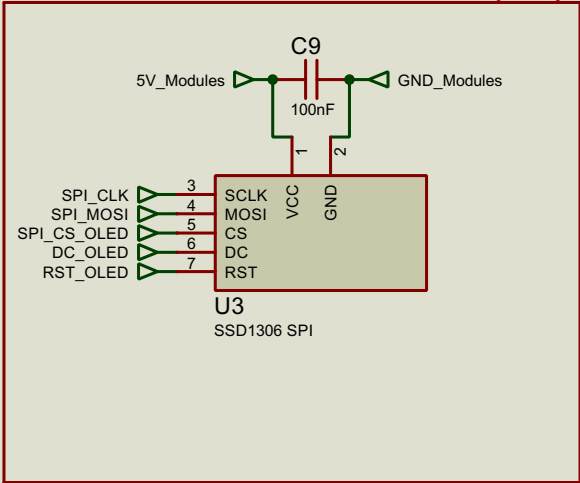 C9
5V_Modules
GND_Modules
100nF
1
2
VCC
GND
SPI_CLK 3 SCLK
SPI_MOSI 4 MOSI
SPI_CS_OLED 5 CS
DC_OLED 6 DC
RST_OLED 7 RST
U3
SSD1306 SPI